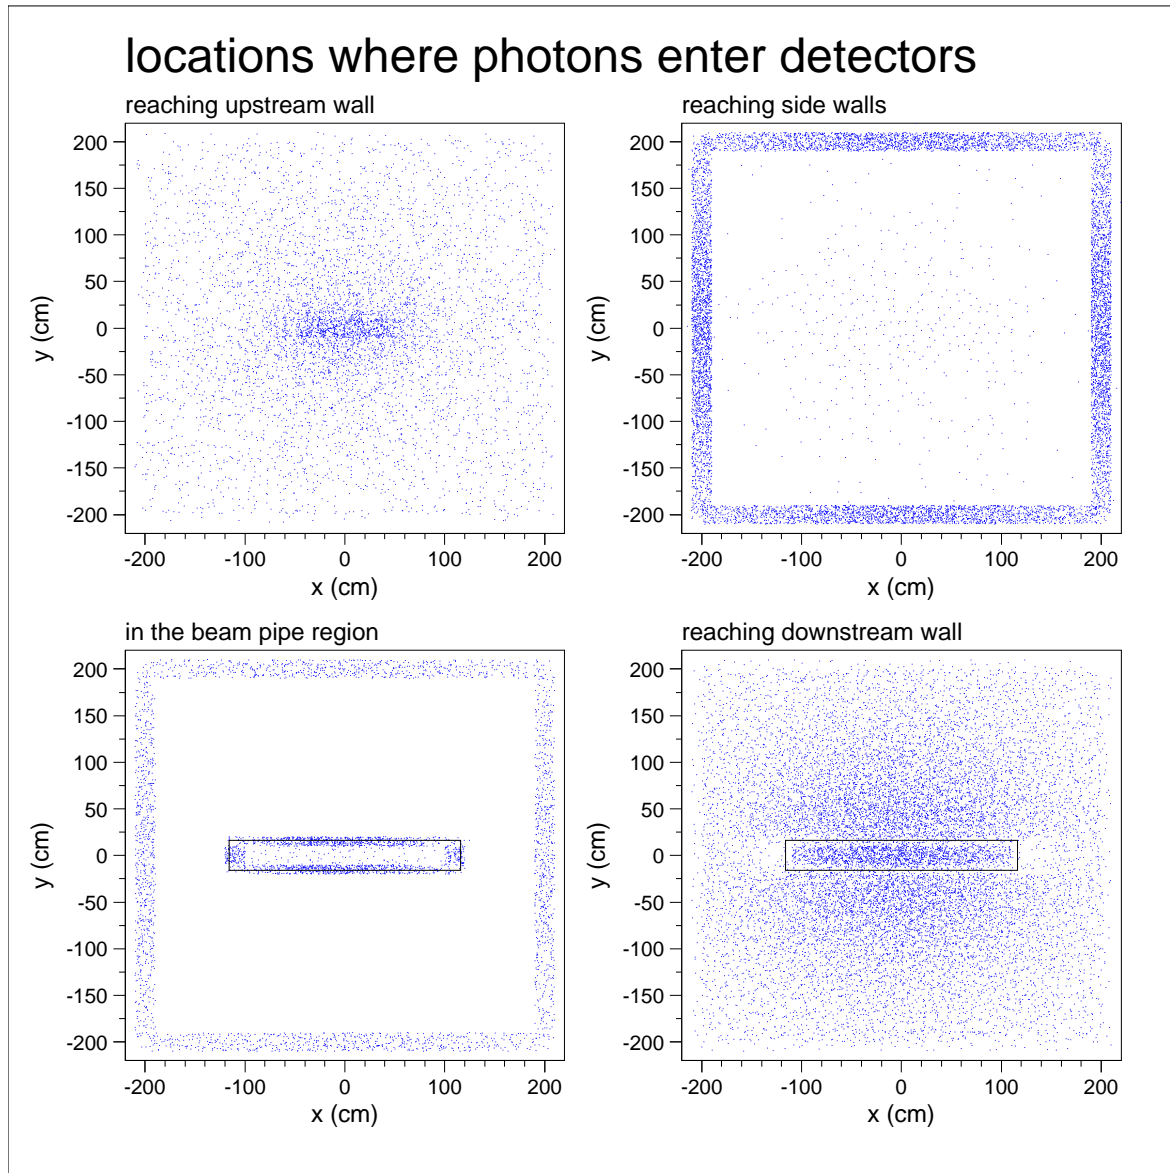 locations where photons enter detectors
reaching upstream wall
200
150
100
50
0
-50
-100
-150
-200
y (cm)
-200 -100 0 100 200
x (cm)
reaching side walls
200
150
100
50
0
-50
-100
-150
-200
y (cm)
-200 -100 0 100 200
x (cm)
in the beam pipe region
200
150
100
50
0
-50
-100
-150
-200
y (cm)
-200 -100 0 100 200
x (cm)
reaching downstream wall
200
150
100
50
0
-50
-100
-150
-200
y (cm)
-200 -100 0 100 200
x (cm)